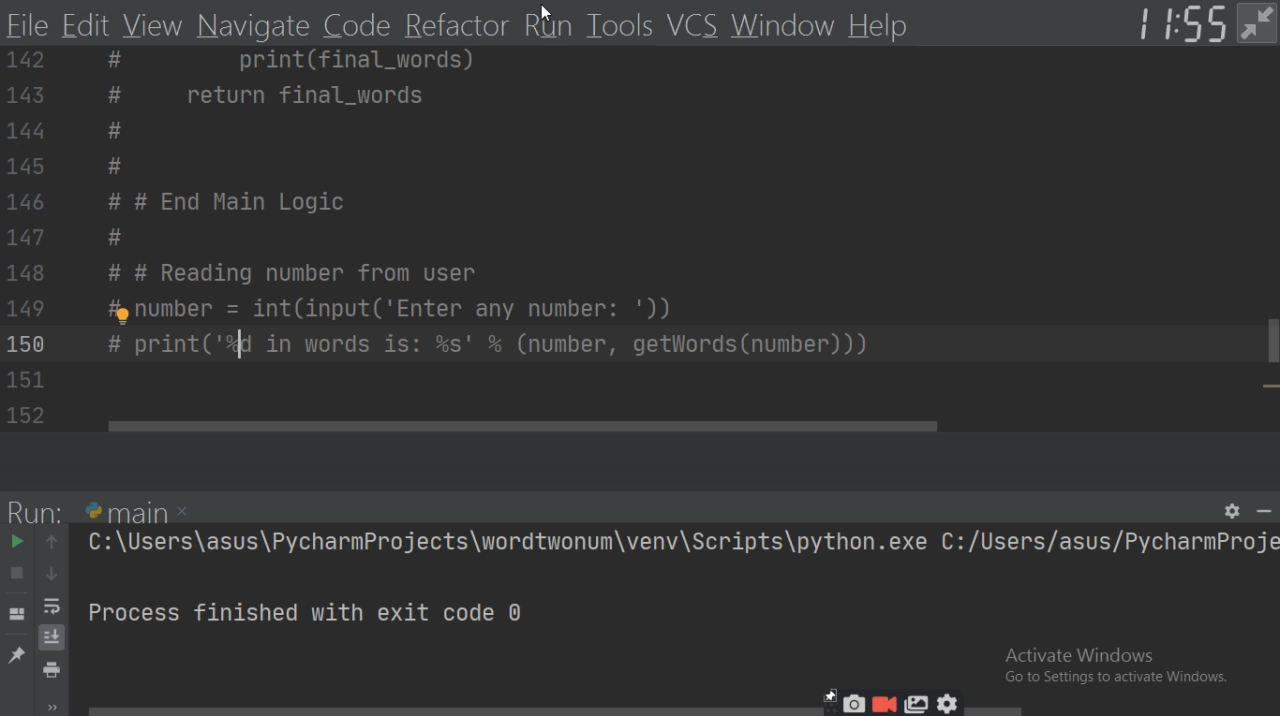 File Edit View Navigate Code Refactor Run Tools VCS Window Help 11:55
142 # print(final_words)
143 # return final_words
144 #
145 #
146 # # End Main Logic
147 #
148 # # Reading number from user
149 # number = int(input('Enter any number: '))
150 # print('%d in words is: %s' % (number, getWords(number)))
151
152
Run: main ×
C:\Users\asus\PycharmProjects\wordtwonum\venv\Scripts\python.exe C:/Users/asus/PycharmProje
Process finished with exit code 0
Activate Windows
Go to Settings to activate Windows.